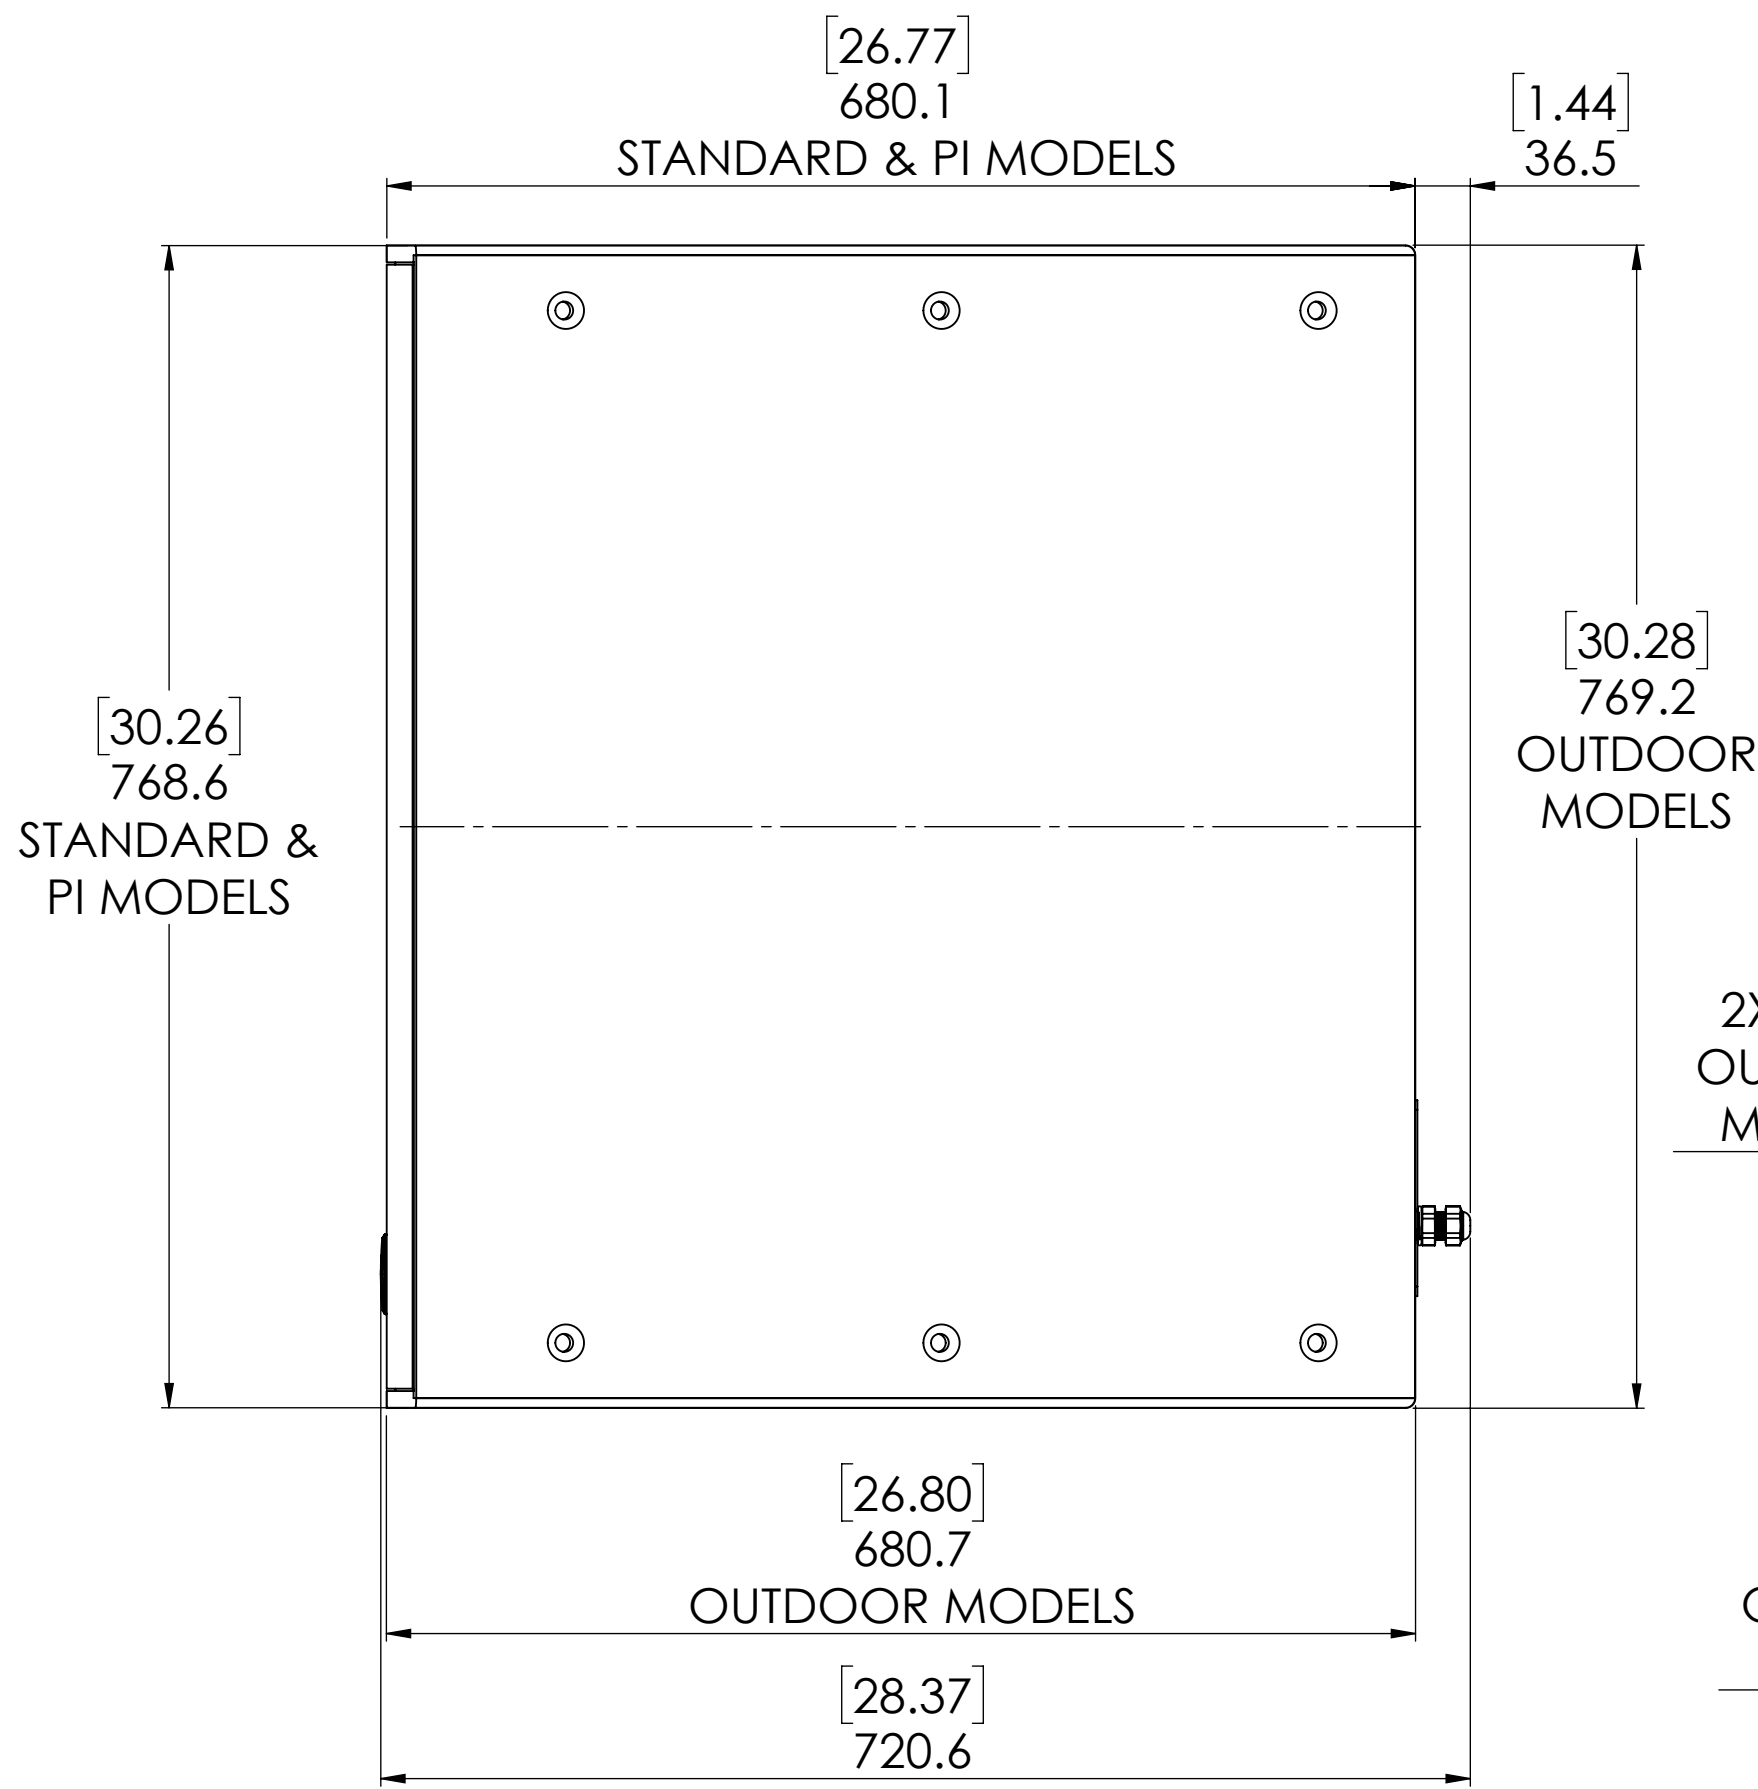 [26.77]
680.1
STANDARD & PI MODELS
[1.44]
36.5
[30.26]
768.6
STANDARD &
PI MODELS
[30.28]
769.2
OUTDOOR
MODELS
2X
[26.80]
680.7
OUTDOOR MODELS
[28.37]
720.6